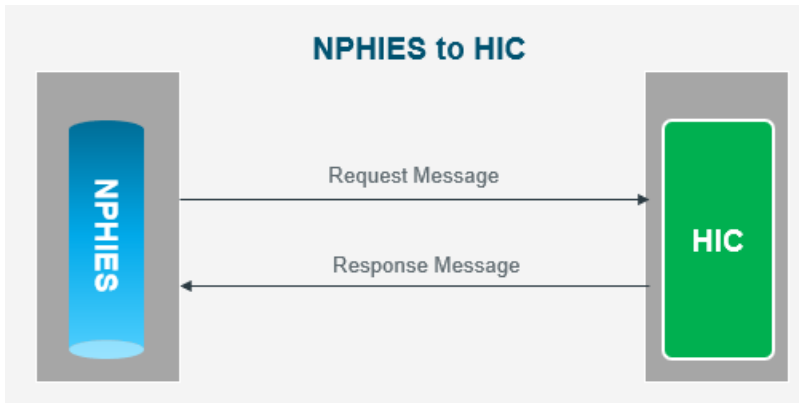 NPHIES to HIC
Request Message
NPHIES
HIC
Response Message